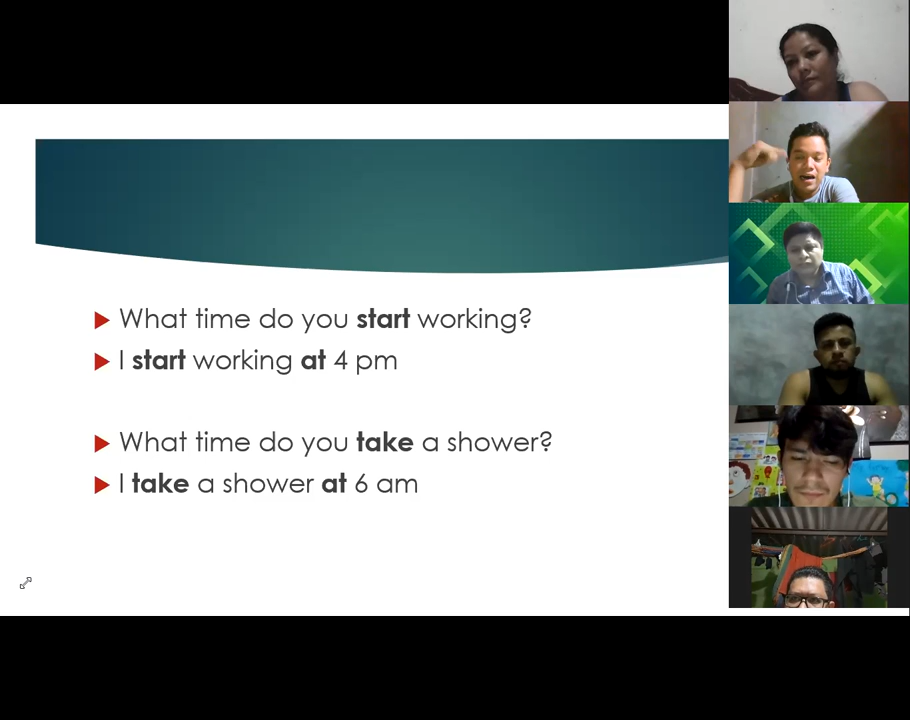 What time do you start working?
I start working at 4 pm
What time do you take a shower?
I take a shower at 6 am